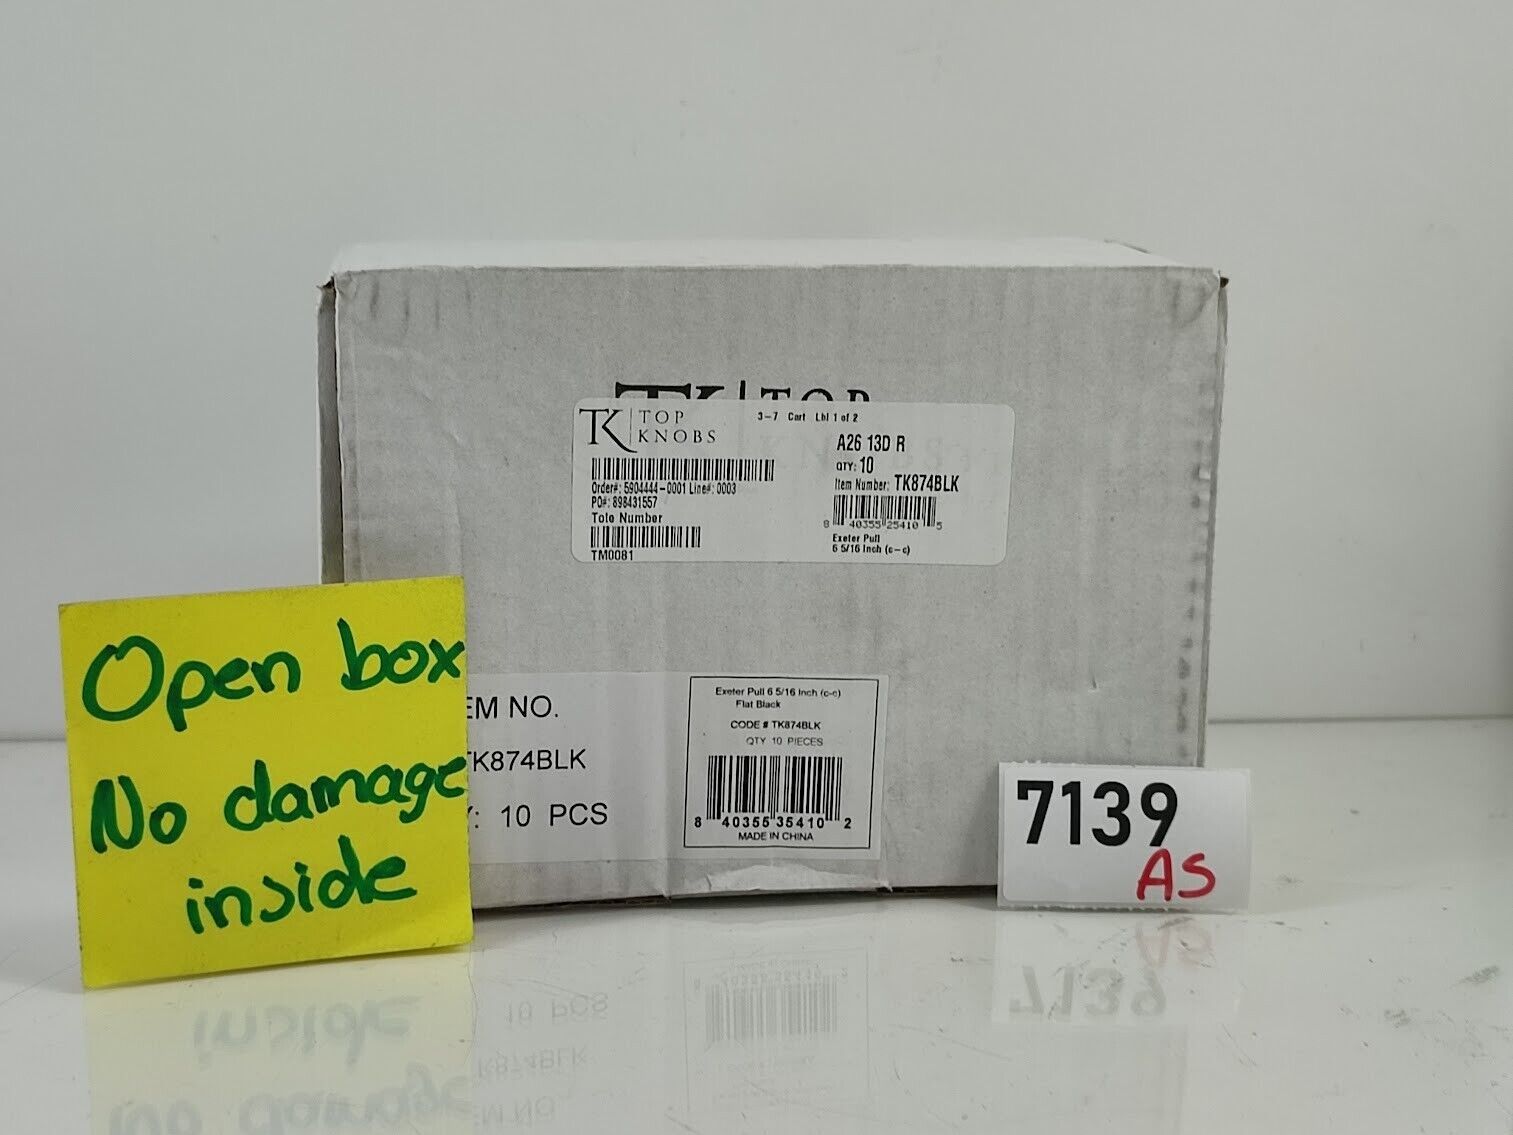 TK TOP
KNOBS
TK TOP
KNOBS
3-7 Cart Lbl 1 of 2
A26 13D R
QTY: 10
Item Number: TK874BLK
8 40355 25410 5
Exeter Pull
6 5/16 Inch (c-c)
Order#: 5904444-0001 Line#: 0003
PO#: 898431557
Tote Number
TM0081
Open box
No damage
inside
EM NO.
TK874BLK
Y: 10 PCS
Exeter Pull 6 5/16 Inch (c-c)
Flat Black
CODE # TK874BLK
QTY 10 PIECES
8 40355 35410 2
MADE IN CHINA
7139
AS